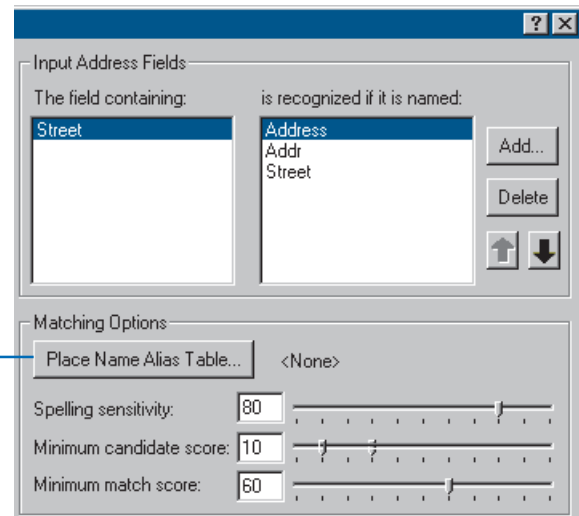 Input Address Fields
The field containing:
is recognized if it is named:
Street
Address
Addr
Street
Add...
Delete
Matching Options
Place Name Alias Table...
<None>
Spelling sensitivity: 80
Minimum candidate score: 10
Minimum match score: 60